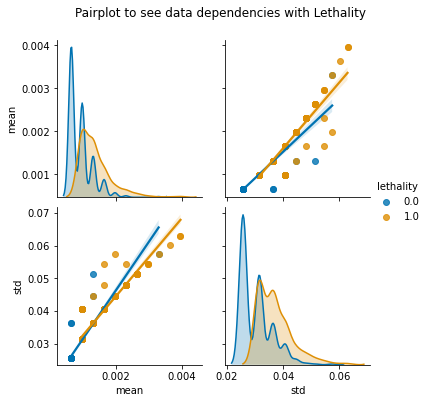 Pairplot to see data dependencies with Lethality
0.004
0.003
0.002
0.001
mean
lethality
0.0
1.0
0.07
0.06
0.05
0.04
0.03
std
0.002
0.004
mean
0.02
0.04
0.06
std